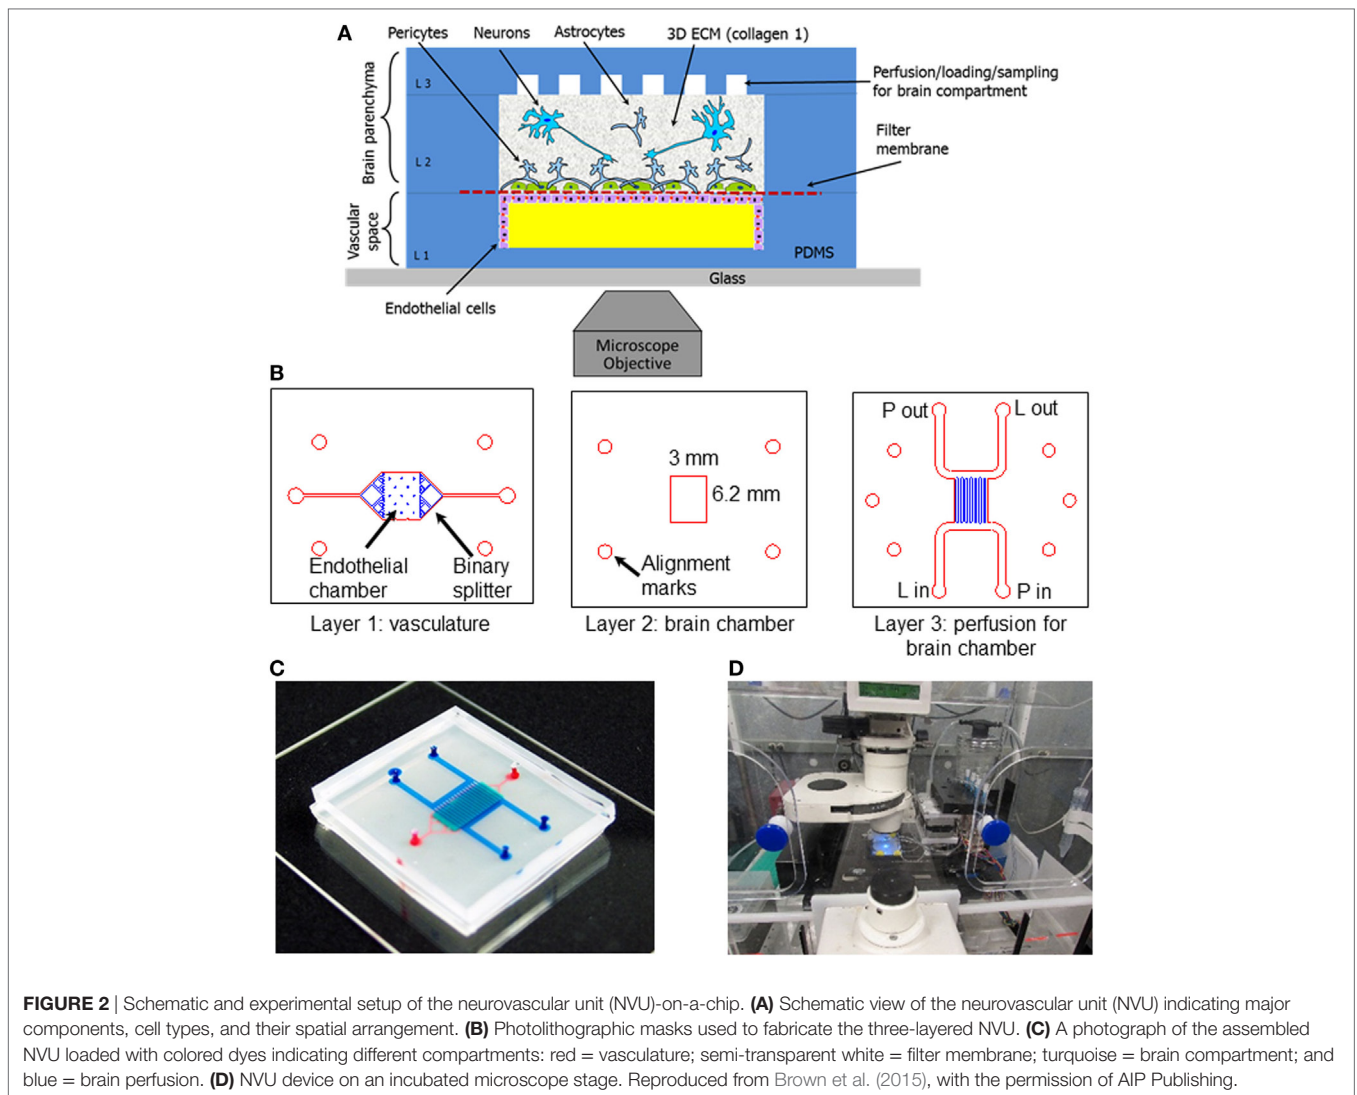 A
Pericytes
Neurons
Astrocytes
3D ECM (collagen 1)
Brain parenchyma
L 3
Perfusion/loading/sampling
for brain compartment
Filter
membrane
L 2
Vascular
space
L 1
PDMS
Glass
Endothelial cells
Microscope
Objective
B
Endothelial
chamber
Binary
splitter
Layer 1: vasculature
3 mm
6.2 mm
Alignment
marks
Layer 2: brain chamber
P out
L out
L in
P in
Layer 3: perfusion for
brain chamber
C
D
FIGURE 2 | Schematic and experimental setup of the neurovascular unit (NVU)-on-a-chip. (A) Schematic view of the neurovascular unit (NVU) indicating major
components, cell types, and their spatial arrangement. (B) Photolithographic masks used to fabricate the three-layered NVU. (C) A photograph of the assembled
NVU loaded with colored dyes indicating different compartments: red = vasculature; semi-transparent white = filter membrane; turquoise = brain compartment; and
blue = brain perfusion. (D) NVU device on an incubated microscope stage. Reproduced from Brown et al. (2015), with the permission of AIP Publishing.